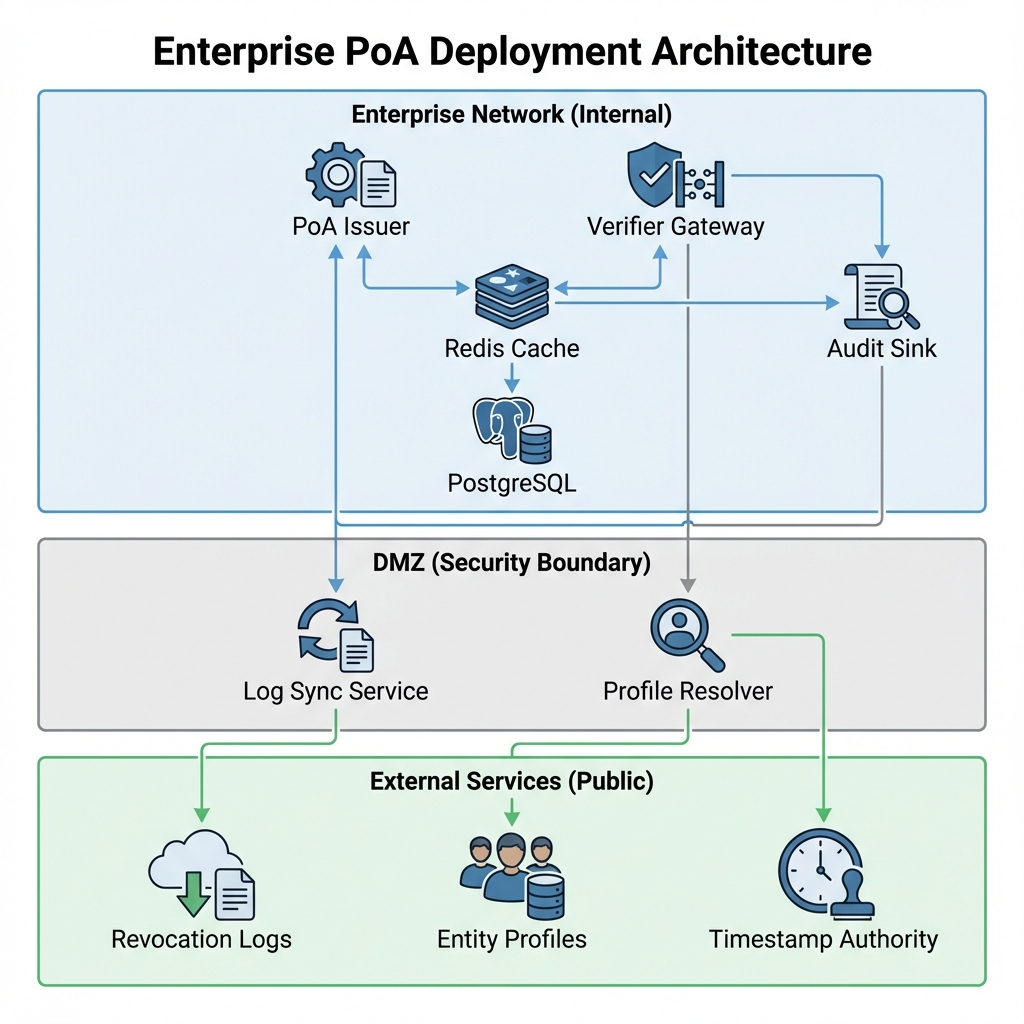 Enterprise PoA Deployment Architecture
Enterprise Network (Internal)
PoA Issuer
Verifier Gateway
Redis Cache
Audit Sink
PostgreSQL
DMZ (Security Boundary)
Log Sync Service
Profile Resolver
External Services (Public)
Revocation Logs
Entity Profiles
Timestamp Authority